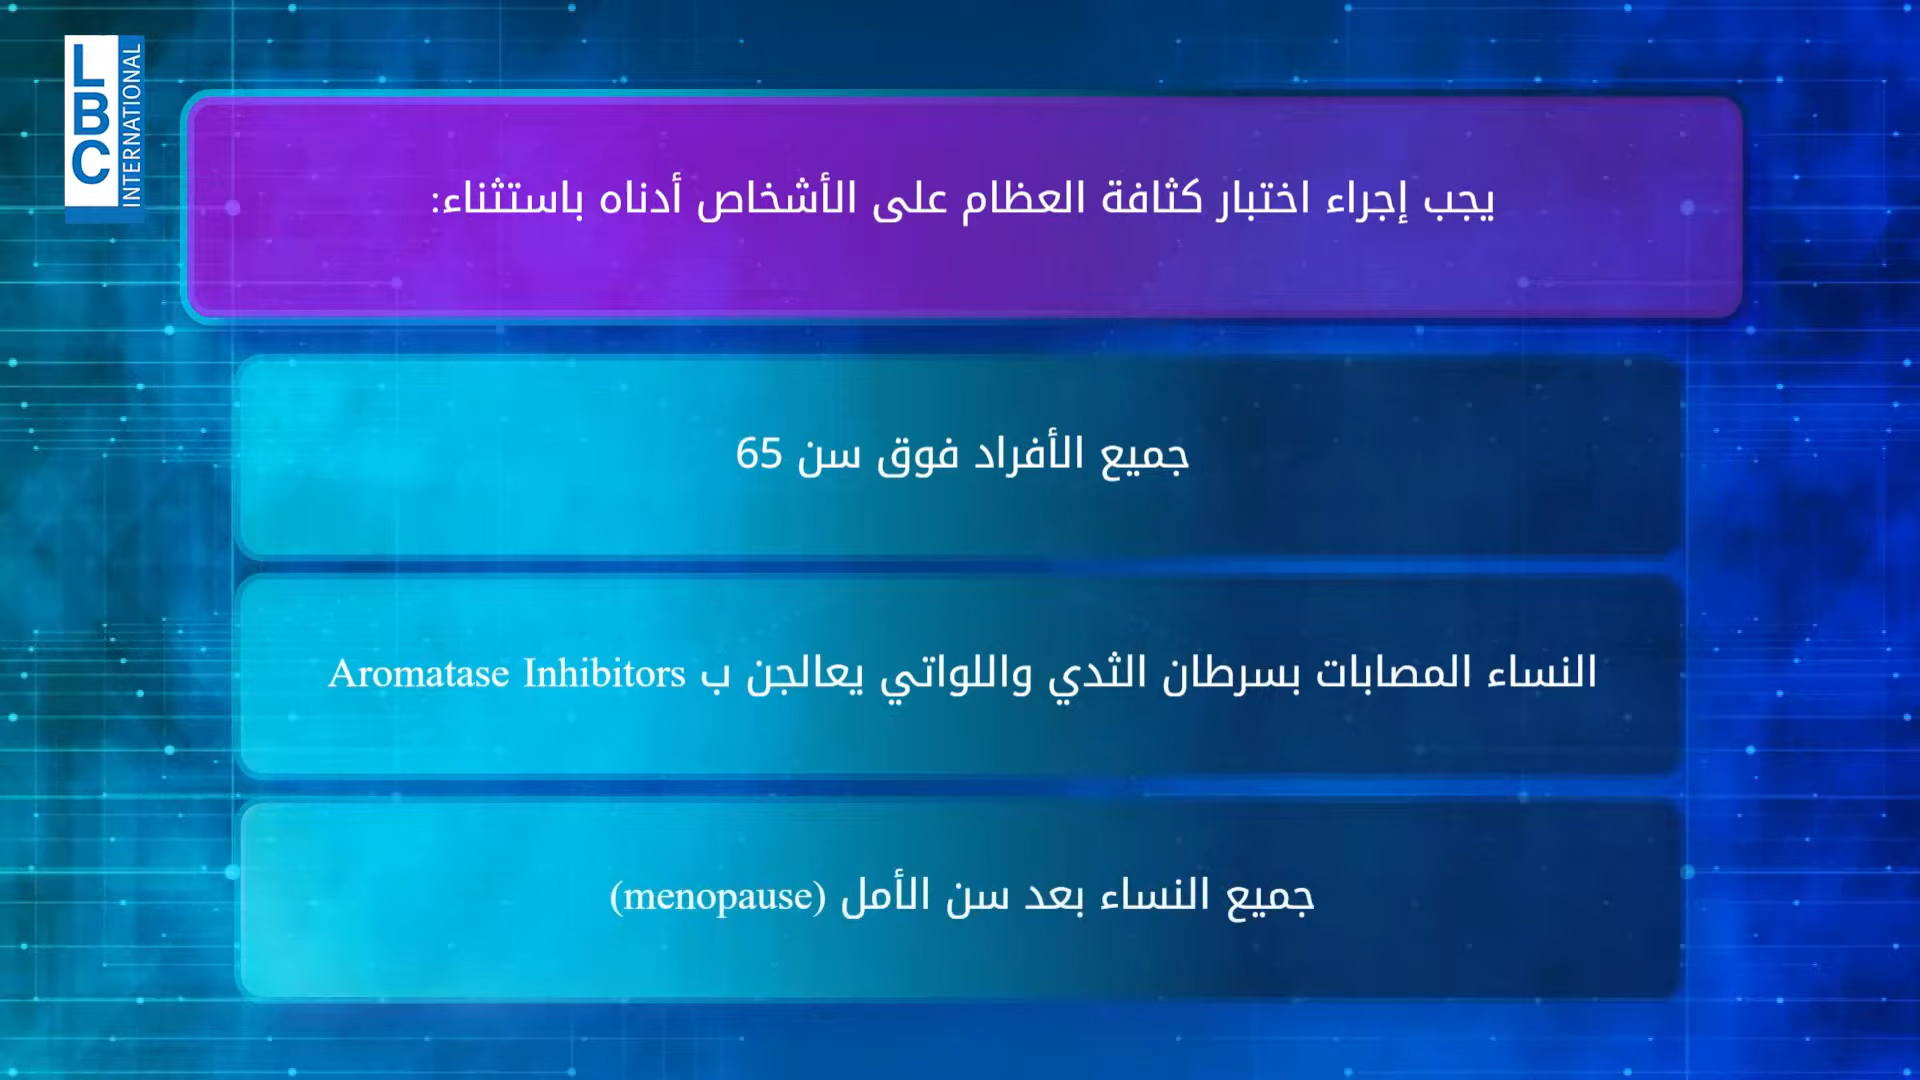 LBC
INTERNATIONAL
يجب إجراء اختبار كثافة العظام على الأشخاص أدناه باستثناء:
جميع الأفراد فوق سن 65
النساء المصابات بسرطان الثدي واللواتي يعالجن ب Aromatase Inhibitors
جميع النساء بعد سن الأمل (menopause)